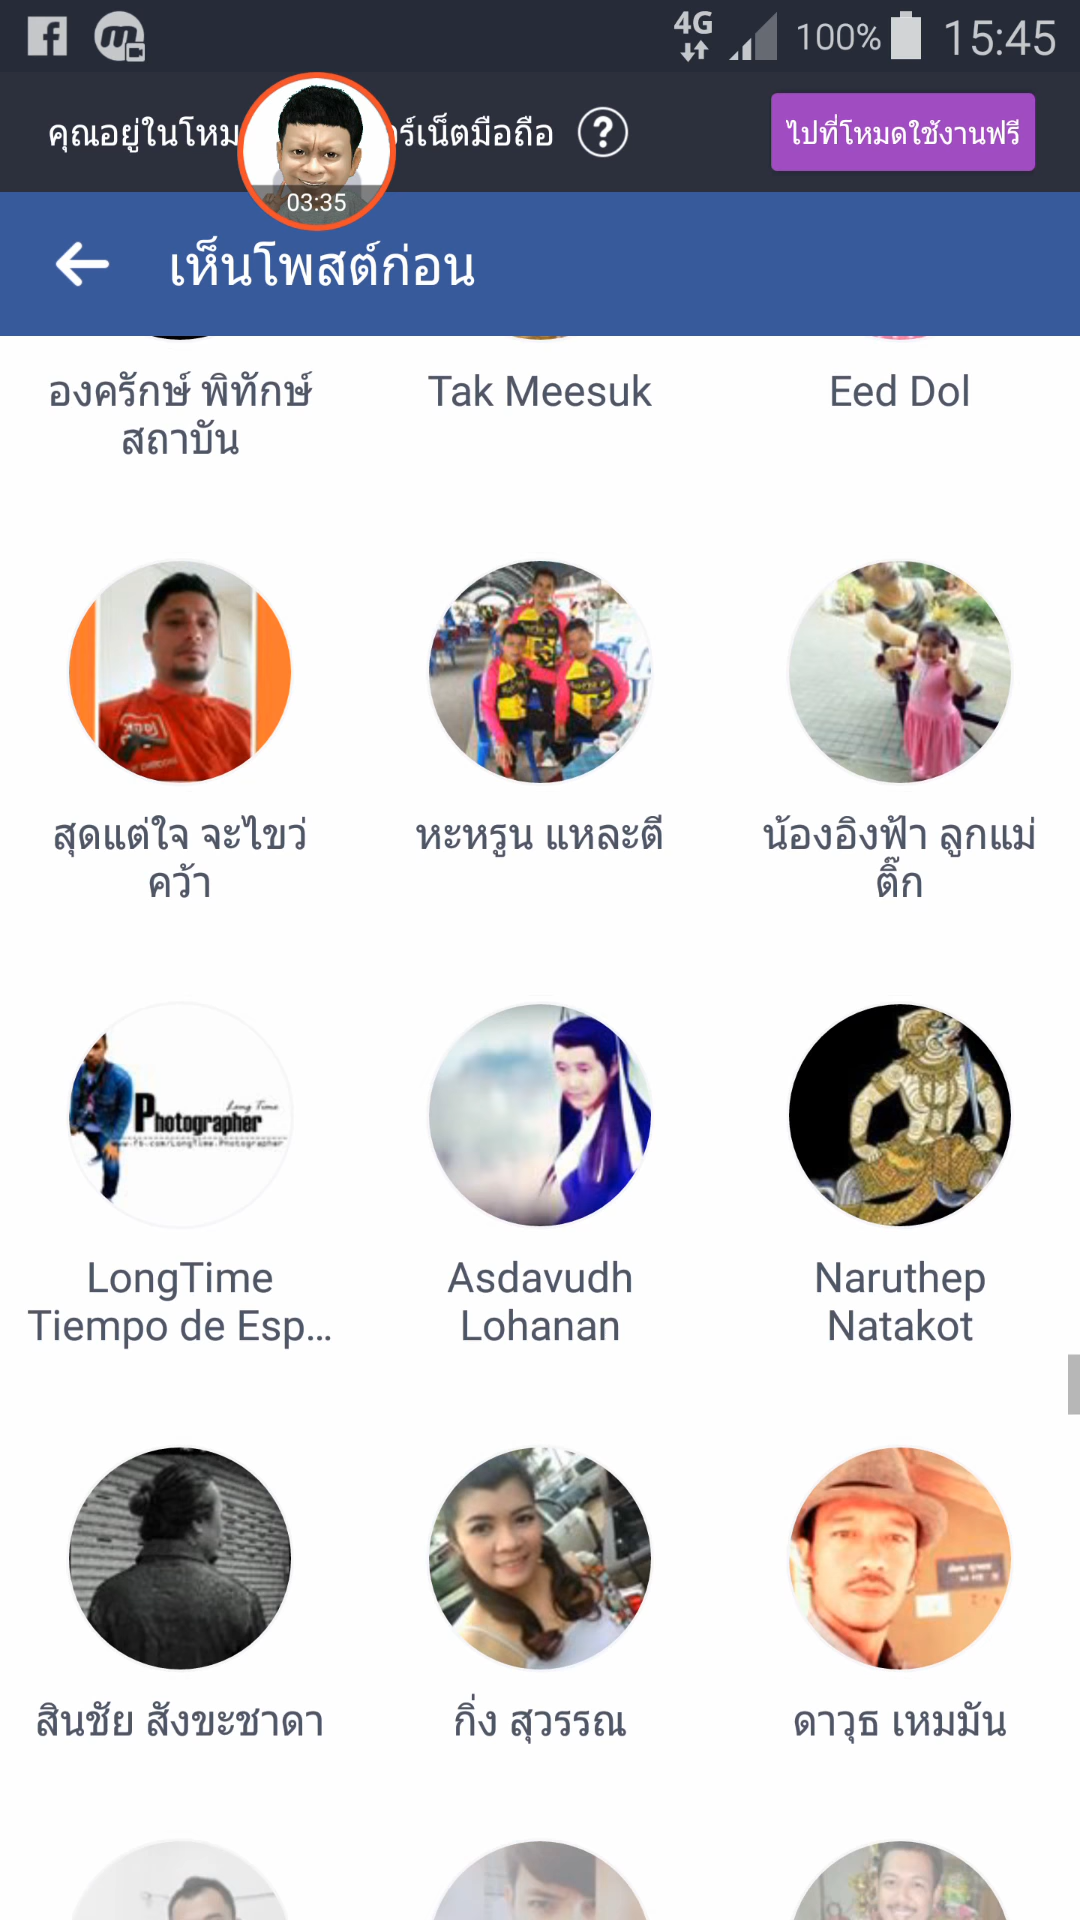 4G 100% 15:45
คุณอยู่ในโหม ร์เน็ตมือถือ ? ไปที่โหมดใช้งานฟรี
03:35
เห็นโพสต์ก่อน
องครักษ์ พิทักษ์ Tak Meesuk Eed Dol
สถาบัน
สุดแต่ใจ จะไขว่ หะหรูน แหละตี น้องอิงฟ้า ลูกแม่
คว้า ติ๊ก
Long Time
Photographer
LongTime Asdavudh Naruthep
Tiempo de Esp... Lohanan Natakot
สินชัย สังขะชาดา กิ่ง สุวรรณ ดาวุธ เหมมัน